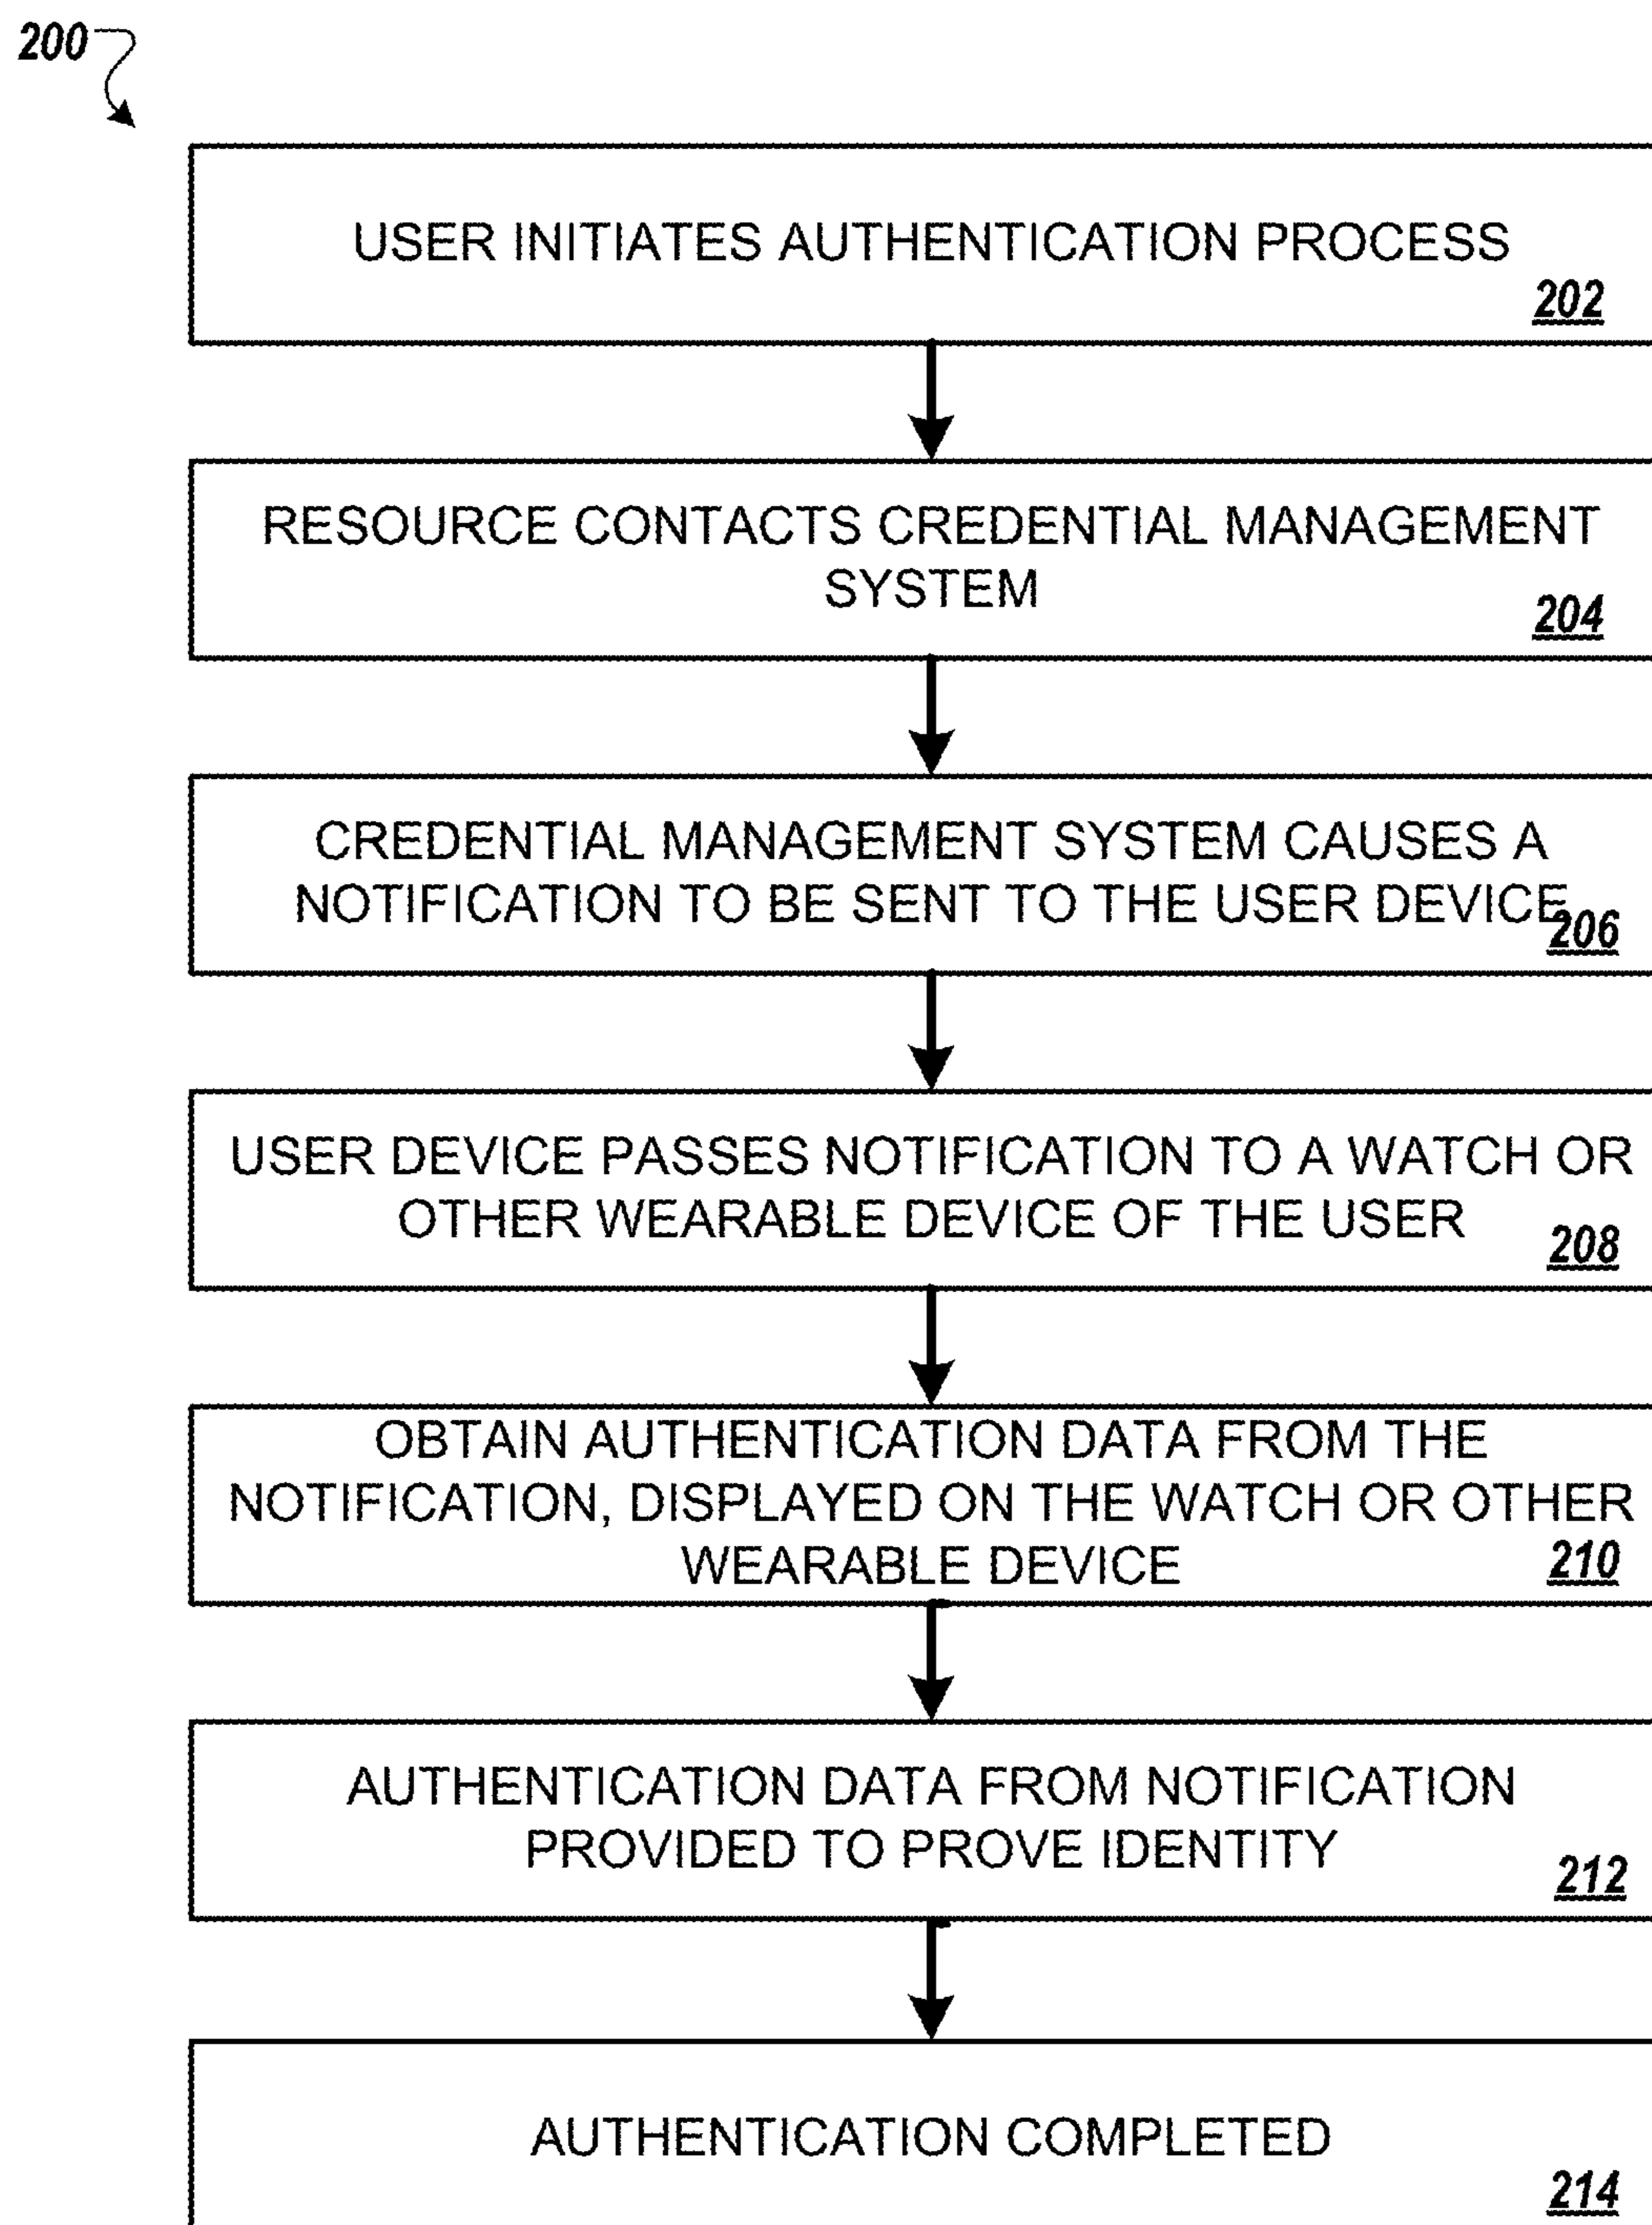 200
USER INITIATES AUTHENTICATION PROCESS
202
RESOURCE CONTACTS CREDENTIAL MANAGEMENT
SYSTEM
204
CREDENTIAL MANAGEMENT SYSTEM CAUSES A
NOTIFICATION TO BE SENT TO THE USER DEVICE
206
USER DEVICE PASSES NOTIFICATION TO A WATCH OR
OTHER WEARABLE DEVICE OF THE USER
208
OBTAIN AUTHENTICATION DATA FROM THE
NOTIFICATION, DISPLAYED ON THE WATCH OR OTHER
WEARABLE DEVICE
210
AUTHENTICATION DATA FROM NOTIFICATION
PROVIDED TO PROVE IDENTITY
212
AUTHENTICATION COMPLETED
214